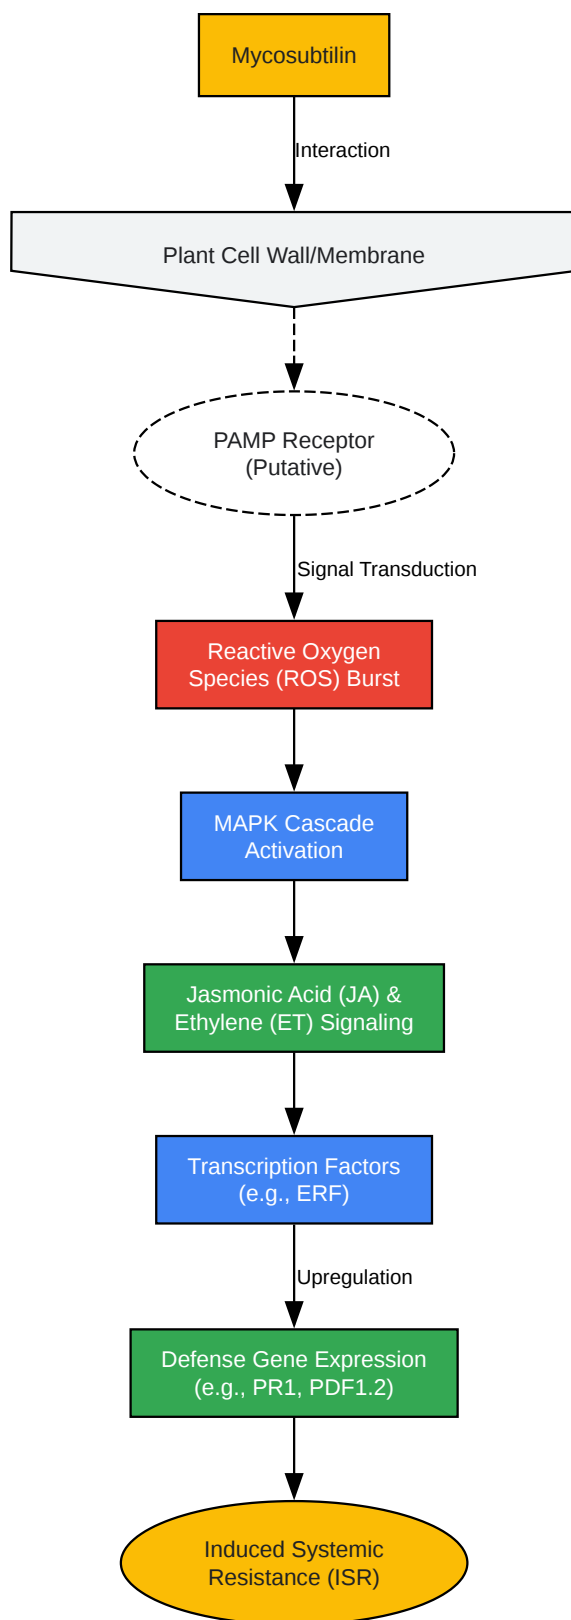 Mycosubtilin
Interaction
Plant Cell Wall/Membrane
PAMP Receptor
(Putative)
Signal Transduction
Reactive Oxygen
Species (ROS) Burst
MAPK Cascade
Activation
Jasmonic Acid (JA) &
Ethylene (ET) Signaling
Transcription Factors
(e.g., ERF)
Upregulation
Defense Gene Expression
(e.g., PR1, PDF1.2)
Induced Systemic
Resistance (ISR)